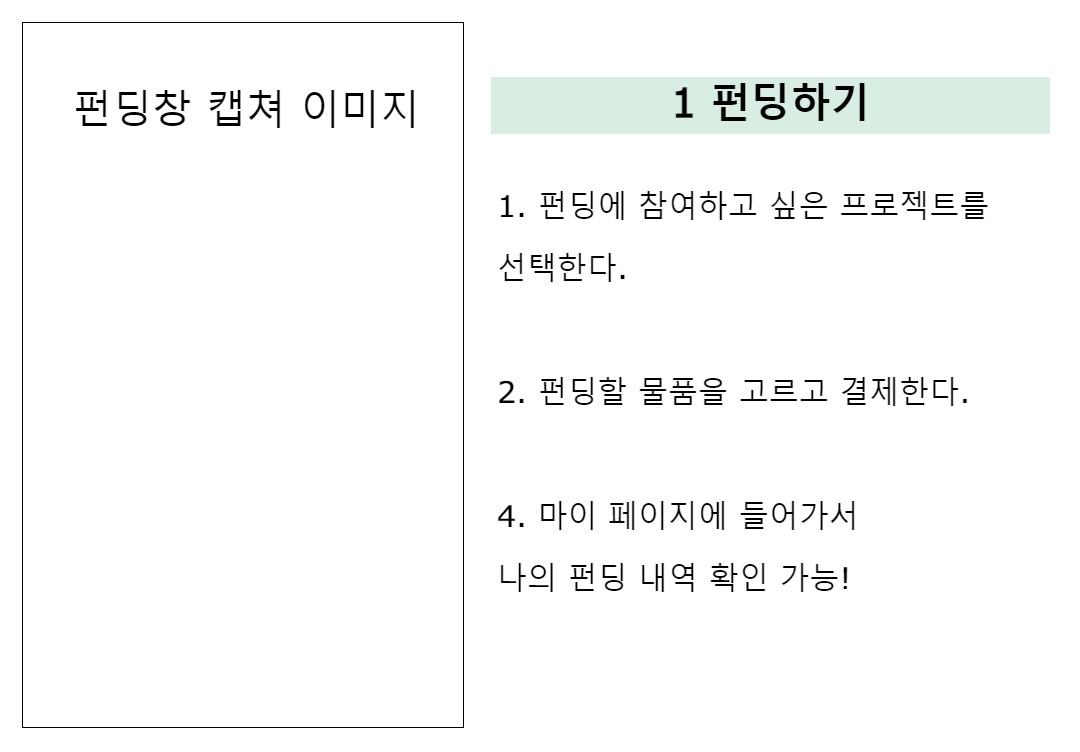 펀딩창 캡쳐 이미지
1 펀딩하기
1. 펀딩에 참여하고 싶은 프로젝트를
선택한다.
2. 펀딩할 물품을 고르고 결제한다.
4. 마이 페이지에 들어가서
나의 펀딩 내역 확인 가능!